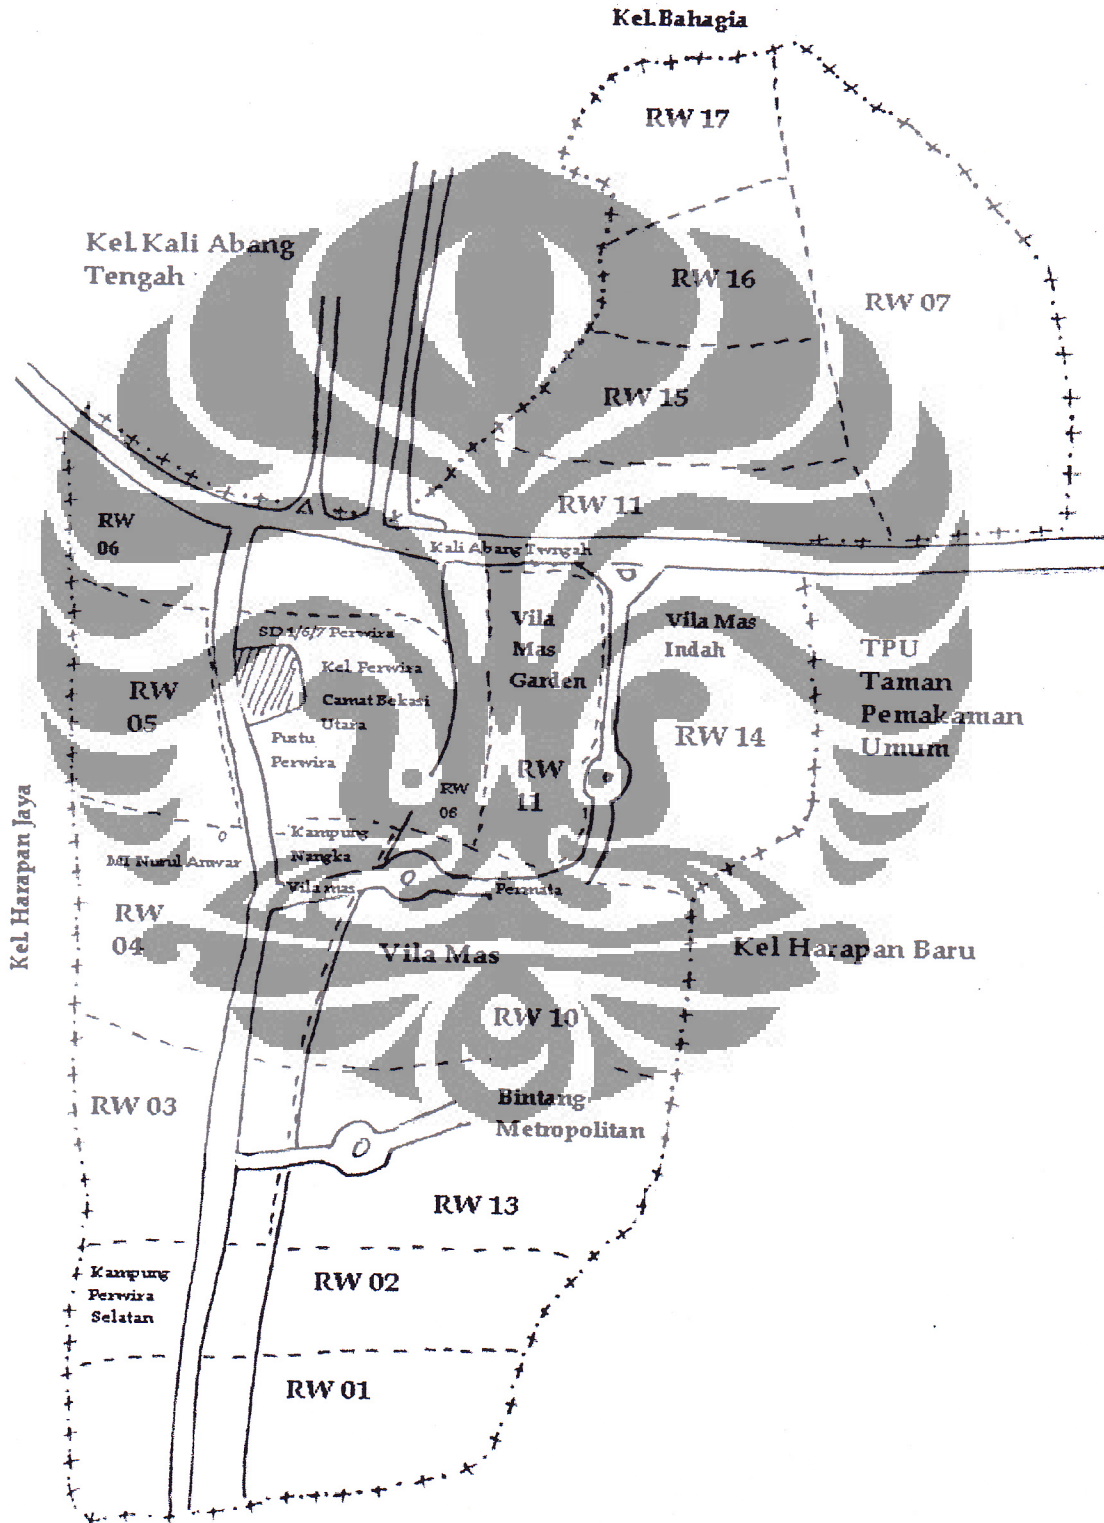 Kel.Bahagia
RW 17
Kel.Kali Abang
Tengah
RW 16
RW 07
RW 15
RW 11
RW
06
Kali Abang Twngah
Vila
Mas
Garden
Vila Mas
Indah
SD 1/6/7 Perwira
Kel Perwira
Camat Bekasi
Utara
TPU
Taman
Pemakaman
Umum
RW
05
Pustu
Perwira
RW 14
RW
11
RW
06
Kel. Harapan Jaya
Kampung
Nangka
MI Nurul Anwar
Vila mas
Permata
RW
04
Vila Mas
Kel Harapan Baru
RW 10
RW 03
Bintang
Metropolitan
RW 13
Kampung
Perwira
Selatan
RW 02
RW 01